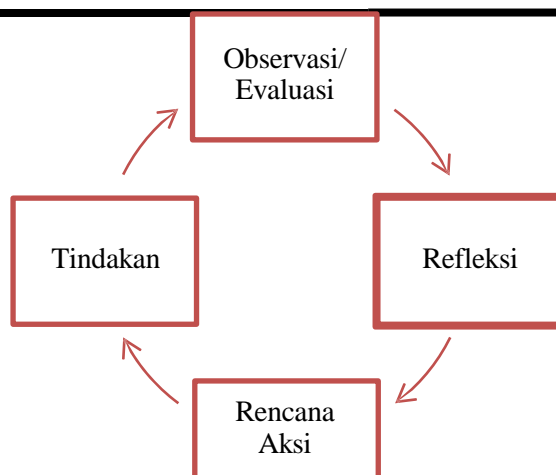 Observasi/
Evaluasi
Tindakan
Refleksi
Rencana
Aksi